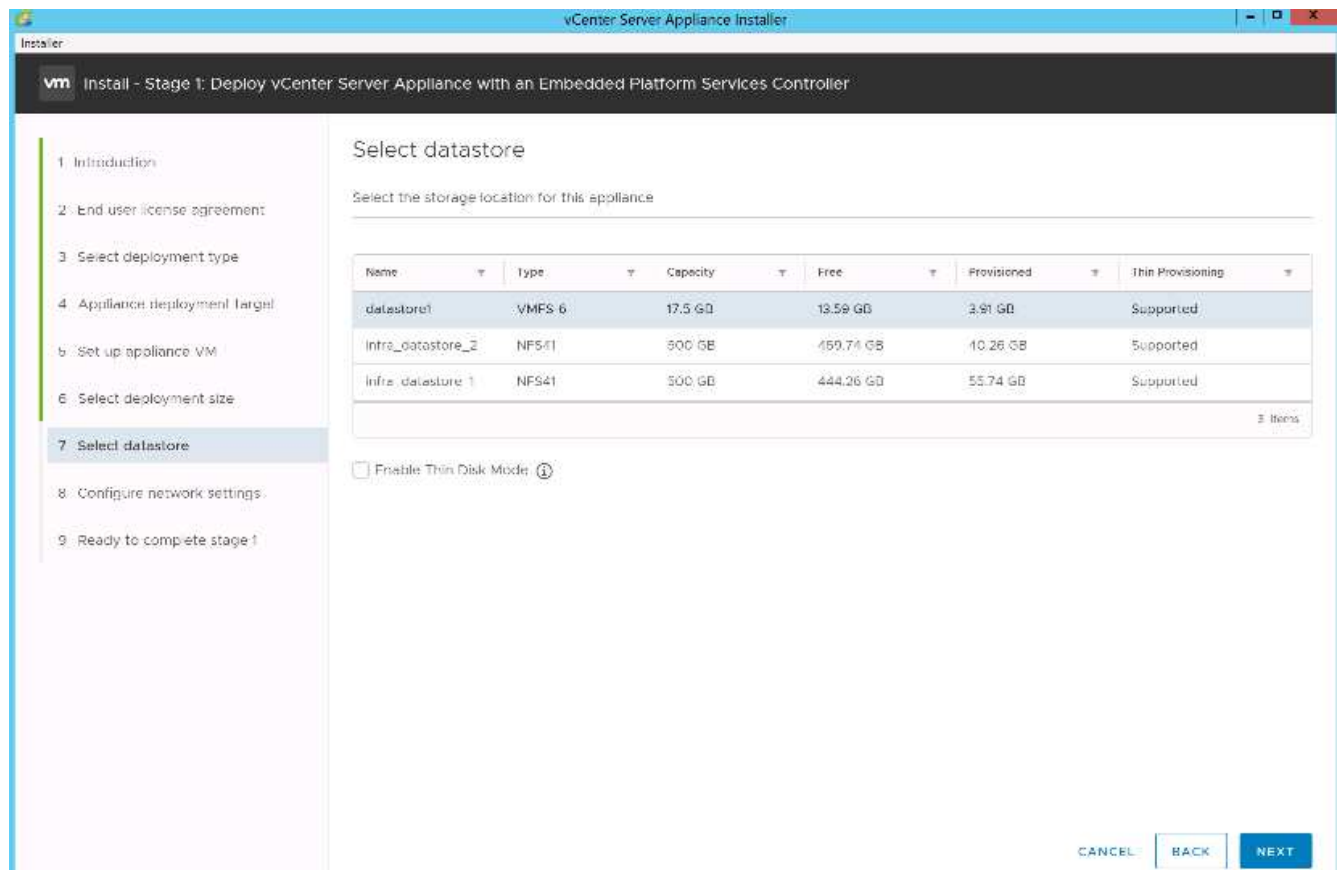 vCenter Server Appliance Installer
Installer
vm Install - Stage 1: Deploy vCenter Server Appliance with an Embedded Platform Services Controller
1 Introduction
2 End user license agreement
3 Select deployment type
4 Appliance deployment target
5 Set up appliance VM
6 Select deployment size
7 Select datastore
8 Configure network settings
9 Ready to complete stage 1
Select datastore
Select the storage location for this appliance
Name Type Capacity Free Provisioned Thin Provisioning
datastore1 VMFS-6 17.5 GB 13.59 GB 3.91 GB Supported
infra_datastore_2 NFS41 500 GB 459.74 GB 40.26 GB Supported
infra_datastore_1 NFS41 500 GB 444.26 GB 55.74 GB Supported
3 items
Enable Thin Disk Mode
CANCEL BACK NEXT